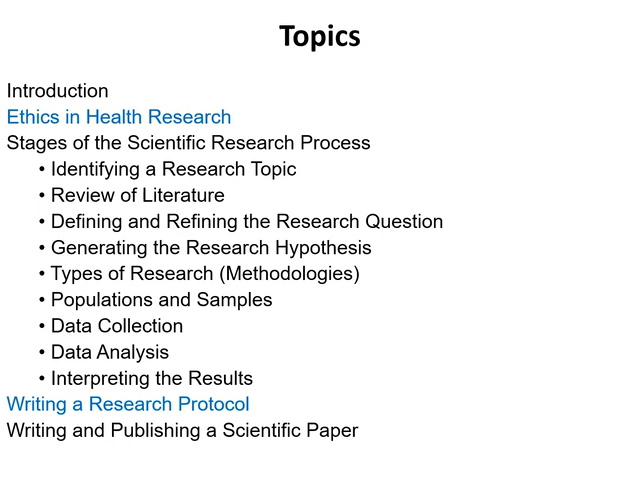 Topics
Introduction
Ethics in Health Research
Stages of the Scientific Research Process
• Identifying a Research Topic
• Review of Literature
• Defining and Refining the Research Question
• Generating the Research Hypothesis
• Types of Research (Methodologies)
• Populations and Samples
• Data Collection
• Data Analysis
• Interpreting the Results
Writing a Research Protocol
Writing and Publishing a Scientific Paper